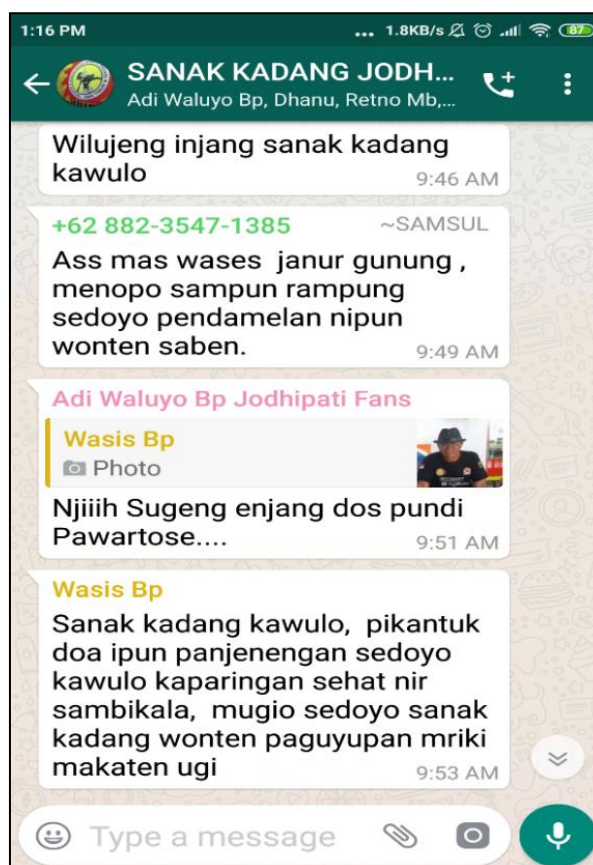 1:16 PM ... 1.8KB/s 87
SANAK KADANG JODH...
Adi Waluyo Bp, Dhanu, Retno Mb,...
Wilujeng injang sanak kadang
kawulo
9:46 AM
+62 882-3547-1385 ~SAMSUL
Ass mas wases janur gunung ,
menopo sampun rampung
sedoyo pendamelan nipun
wonten saben.
9:49 AM
Adi Waluyo Bp Jodhipati Fans
Wasis Bp
Photo
Njiiih Sugeng enjang dos pundi
Pawartose....
9:51 AM
Wasis Bp
Sanak kadang kawulo, pikantuk
doa ipun panjenengan sedoyo
kawulo kaparingan sehat nir
sambikala, mugio sedoyo sanak
kadang wonten paguyupan mriki
makaten ugi
9:53 AM
Type a message